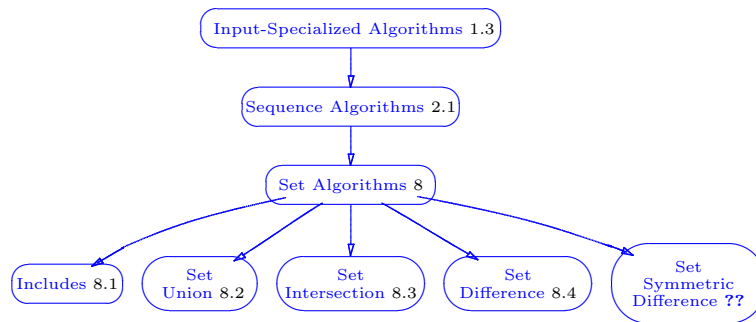 Input-Specialized Algorithms 1.3
Sequence Algorithms 2.1
Set Algorithms 8
Includes 8.1
Set
Union 8.2
Set
Intersection 8.3
Set
Difference 8.4
Set
Symmetric
Difference ??